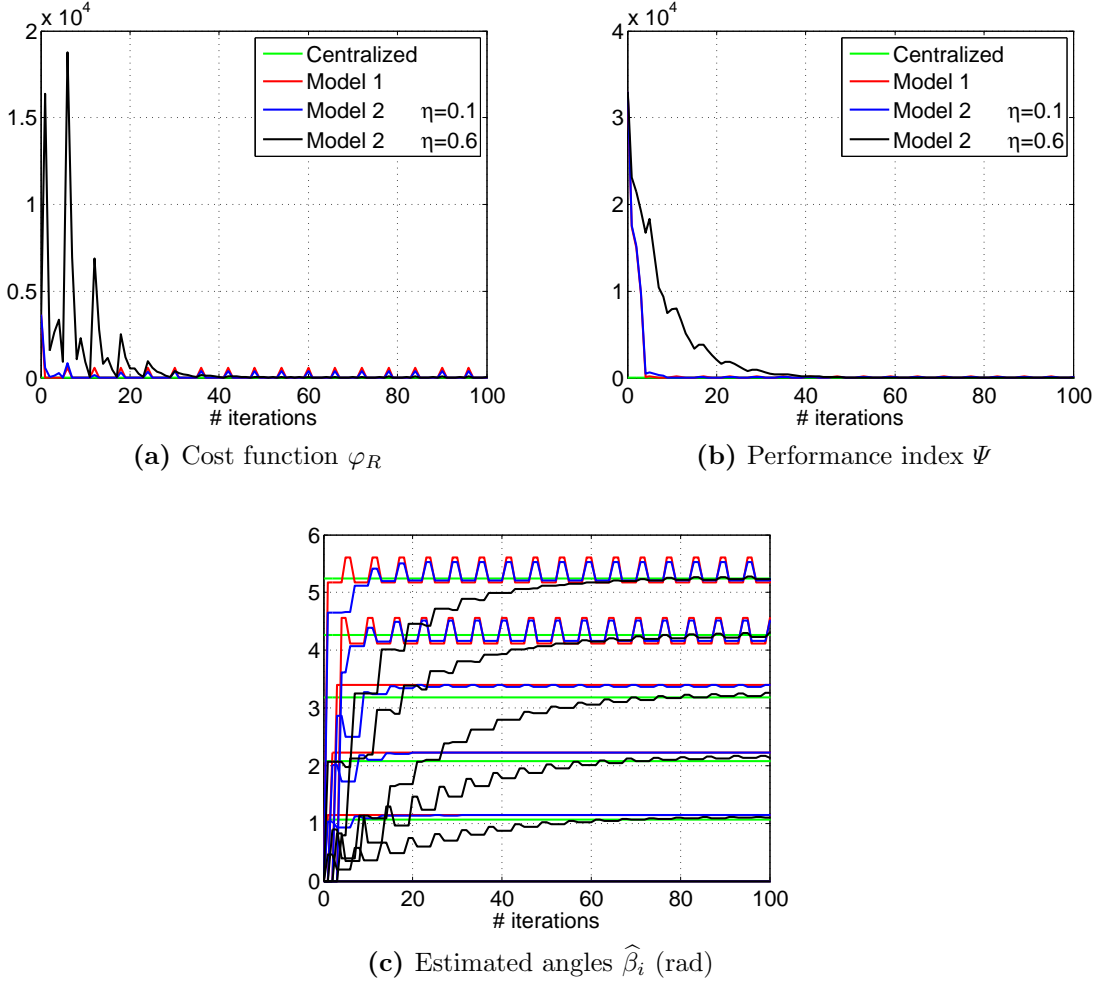 x 10^4
2
1.5
1
0.5
0
0 20 40 60 80 100
# iterations
Centralized
Model 1
Model 2 η=0.1
Model 2 η=0.6
(a) Cost function φ_R
x 10^4
4
3
2
1
0
0 20 40 60 80 100
# iterations
Centralized
Model 1
Model 2 η=0.1
Model 2 η=0.6
(b) Performance index Ψ
6
5
4
3
2
1
0
0 20 40 60 80 100
# iterations
(c) Estimated angles β̂_i (rad)